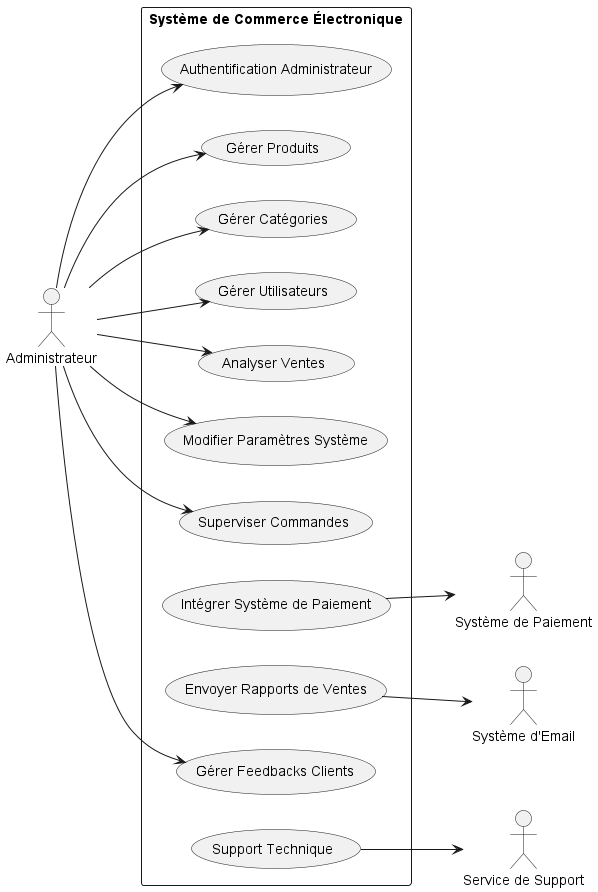 Système de Commerce Électronique
Authentification Administrateur
Gérer Produits
Gérer Catégories
Gérer Utilisateurs
Administrateur
Analyser Ventes
Modifier Paramètres Système
Superviser Commandes
Intégrer Système de Paiement
Système de Paiement
Envoyer Rapports de Ventes
Système d'Email
Gérer Feedbacks Clients
Support Technique
Service de Support